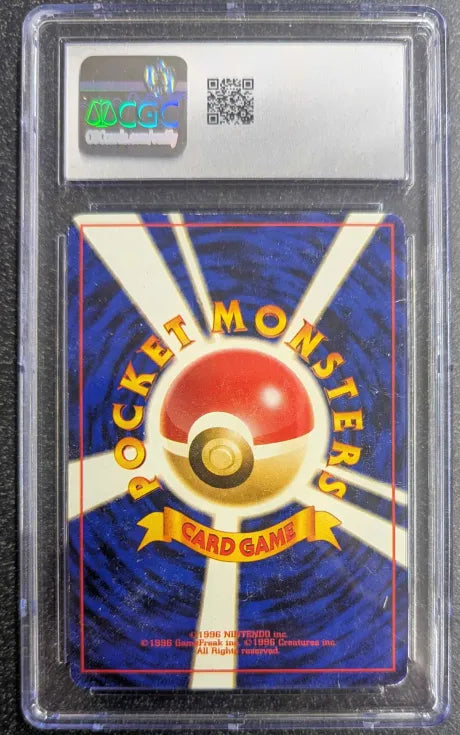 CGC
POCKET MONSTERS
CARD GAME
©1996 NINTENDO inc.
©1996 GameFreak inc. ©1996 Creatures inc.
All Rights reserved.